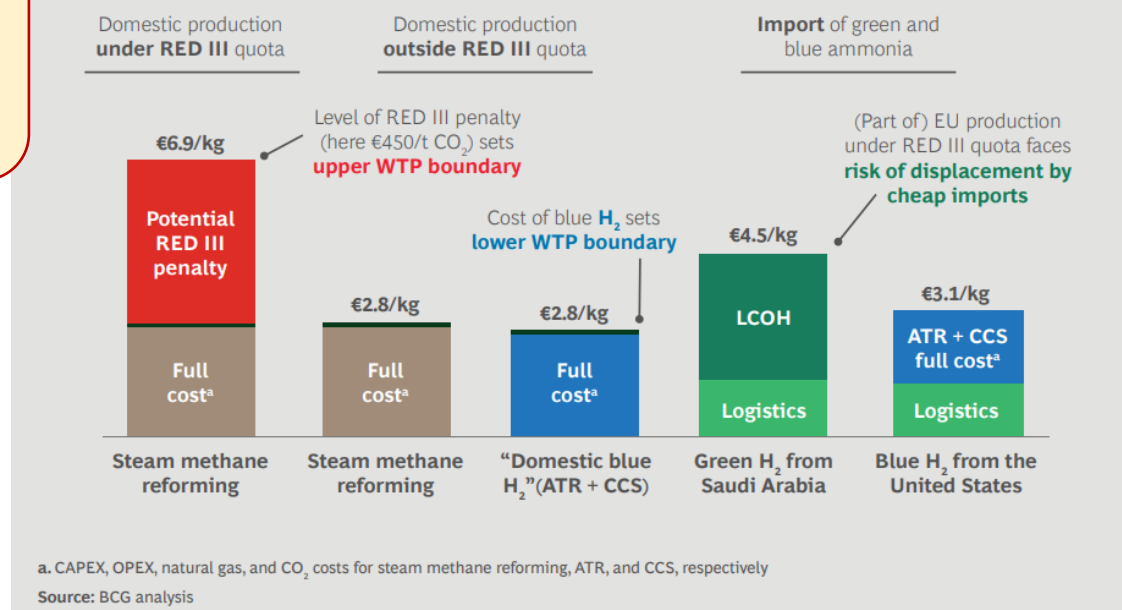 Domestic production
under RED III quota
Domestic production
outside RED III quota
Import of green and
blue ammonia
€6.9/kg
Level of RED III penalty
(here €450/t CO₂) sets
upper WTP boundary
(Part of) EU production
under RED III quota faces
risk of displacement by
cheap imports
Potential
RED III
penalty
Cost of blue H₂ sets
lower WTP boundary
€4.5/kg
€2.8/kg
€2.8/kg
€3.1/kg
LCOH
ATR + CCS
full costᵃ
Full
costᵃ
Full
costᵃ
Full
costᵃ
Logistics
Logistics
Steam methane
reforming
Steam methane
reforming
“Domestic blue
H₂”(ATR + CCS)
Green H₂ from
Saudi Arabia
Blue H₂ from the
United States
a. CAPEX, OPEX, natural gas, and CO₂ costs for steam methane reforming, ATR, and CCS, respectively
Source: BCG analysis